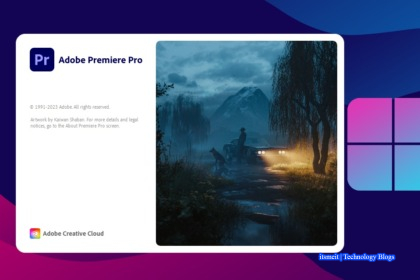 Pr
Adobe Premiere Pro
© 1991-2023 Adobe. All rights reserved.
Artwork by Karwan Shaban. For more details and legal
notices, go to the About Premiere Pro screen.
Adobe Creative Cloud
itsmeit | Technology Blogs